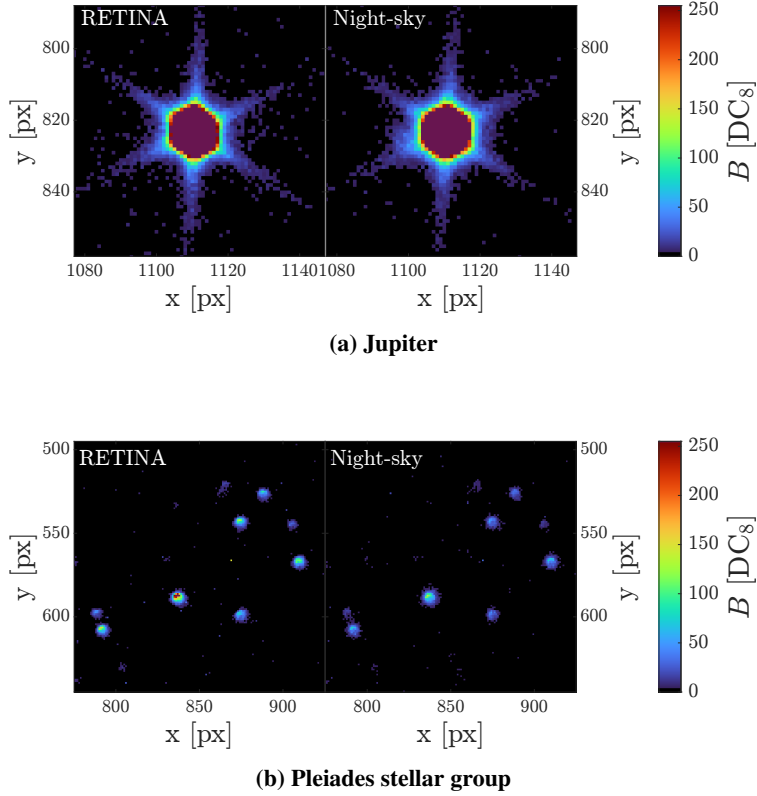 RETINA Night-sky
800
820
840
y [px]
1080 1100 1120 1140 1080 1100 1120 1140
x [px] x [px]
800
820
840
y [px]
250
200
150
100
50
0
B [DC₈]
(a) Jupiter
RETINA Night-sky
500
550
600
y [px]
800 850 900 800 850 900
x [px] x [px]
500
550
600
y [px]
250
200
150
100
50
0
B [DC₈]
(b) Pleiades stellar group